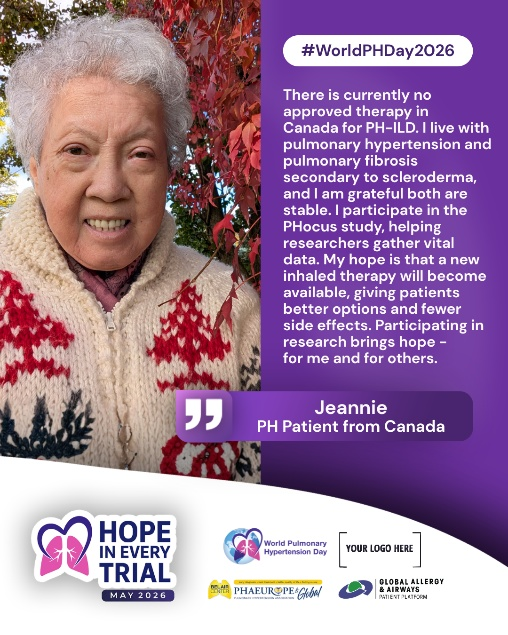 #WorldPHDay2026
There is currently no
approved therapy in
Canada for PH-ILD. I live with
pulmonary hypertension and
pulmonary fibrosis
secondary to scleroderma,
and I am grateful both are
stable. I participate in the
PHocus study, helping
researchers gather vital
data. My hope is that a new
inhaled therapy will become
available, giving patients
better options and fewer
side effects. Participating in
research brings hope –
for me and for others.
Jeannie
PH Patient from Canada
HOPE
IN EVERY
TRIAL
MAY 2026
World Pulmonary
Hypertension Day
YOUR LOGO HERE
PHAEUROPE & Global
GLOBAL ALLERGY
& AIRWAYS
PATIENT PLATFORM